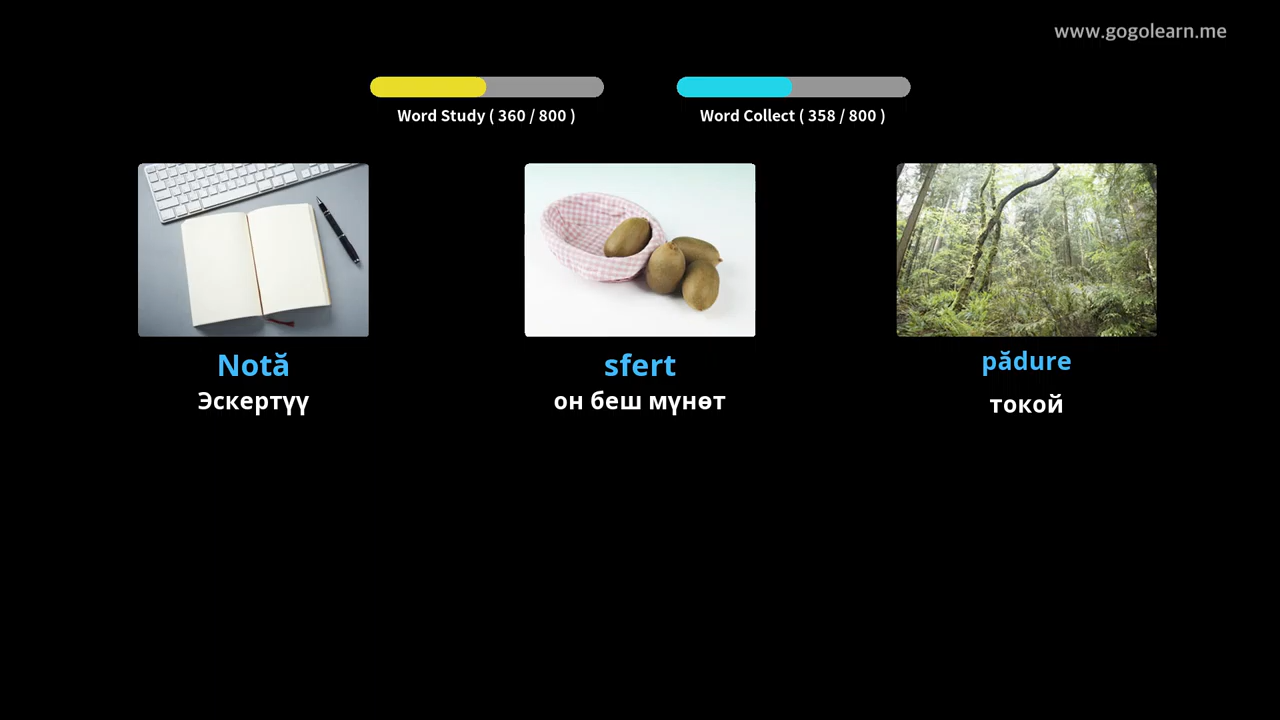 www.gogolearn.me
Word Study ( 360 / 800 )
Word Collect ( 358 / 800 )
Notă
Эскертүү
sfert
он беш мүнөт
pădure
токой